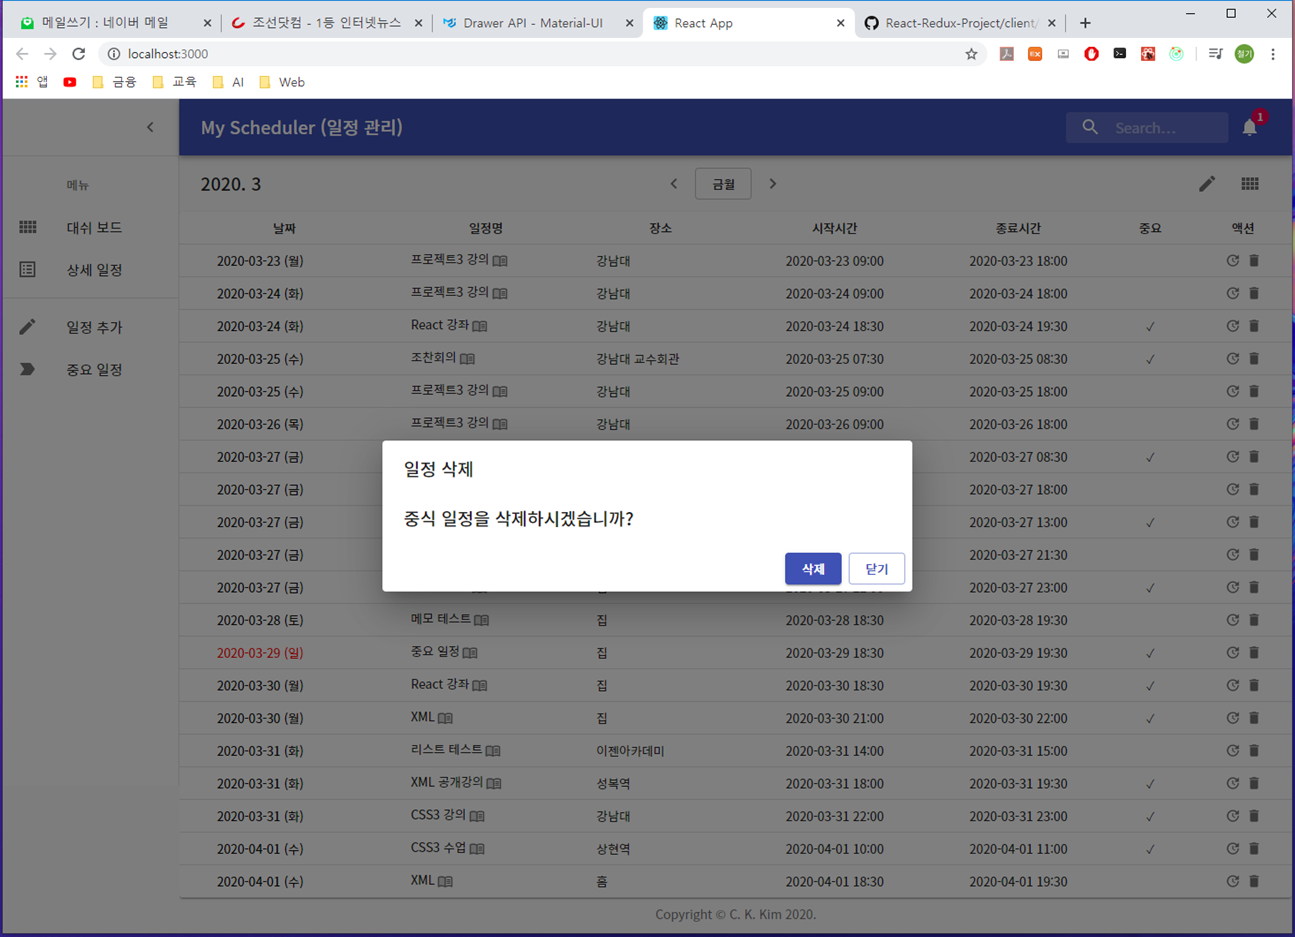 메일쓰기 : 네이버 메일
조선닷컴 - 1등 인터넷뉴스
Drawer API - Material-UI
React App
React-Redux-Project/client/
localhost:3000
EX
철기
앱
금융
교육
AI
Web
My Scheduler (일정 관리)
Search...
1
메뉴
대쉬 보드
상세 일정
일정 추가
중요 일정
2020. 3
금월
날짜 일정명 장소 시작시간 종료시간 중요 액션
2020-03-23 (월) 프로젝트3 강의 강남대 2020-03-23 09:00 2020-03-23 18:00
2020-03-24 (화) 프로젝트3 강의 강남대 2020-03-24 09:00 2020-03-24 18:00
2020-03-24 (화) React 강좌 강남대 2020-03-24 18:30 2020-03-24 19:30 ✓
2020-03-25 (수) 조찬회의 강남대 교수회관 2020-03-25 07:30 2020-03-25 08:30 ✓
2020-03-25 (수) 프로젝트3 강의 강남대 2020-03-25 09:00 2020-03-25 18:00
2020-03-26 (목) 프로젝트3 강의 강남대 2020-03-26 09:00 2020-03-26 18:00
2020-03-27 (금) 2020-03-27 08:30 ✓
2020-03-27 (금) 2020-03-27 18:00
2020-03-27 (금) 2020-03-27 13:00 ✓
2020-03-27 (금) 2020-03-27 21:30
2020-03-27 (금) 2020-03-27 23:00 ✓
일정 삭제
중식 일정을 삭제하시겠습니까?
삭제
닫기
2020-03-28 (토) 메모 테스트 집 2020-03-28 18:30 2020-03-28 19:30
2020-03-29 (일) 중요 일정 집 2020-03-29 18:30 2020-03-29 19:30 ✓
2020-03-30 (월) React 강좌 집 2020-03-30 18:30 2020-03-30 19:30 ✓
2020-03-30 (월) XML 집 2020-03-30 21:00 2020-03-30 22:00 ✓
2020-03-31 (화) 리스트 테스트 이젠아카데미 2020-03-31 14:00 2020-03-31 15:00
2020-03-31 (화) XML 공개강의 성복역 2020-03-31 18:00 2020-03-31 19:30 ✓
2020-03-31 (화) CSS3 강의 강남대 2020-03-31 22:00 2020-03-31 23:00 ✓
2020-04-01 (수) CSS3 수업 상현역 2020-04-01 10:00 2020-04-01 11:00 ✓
2020-04-01 (수) XML 홈 2020-04-01 18:30 2020-04-01 19:30
Copyright © C. K. Kim 2020.